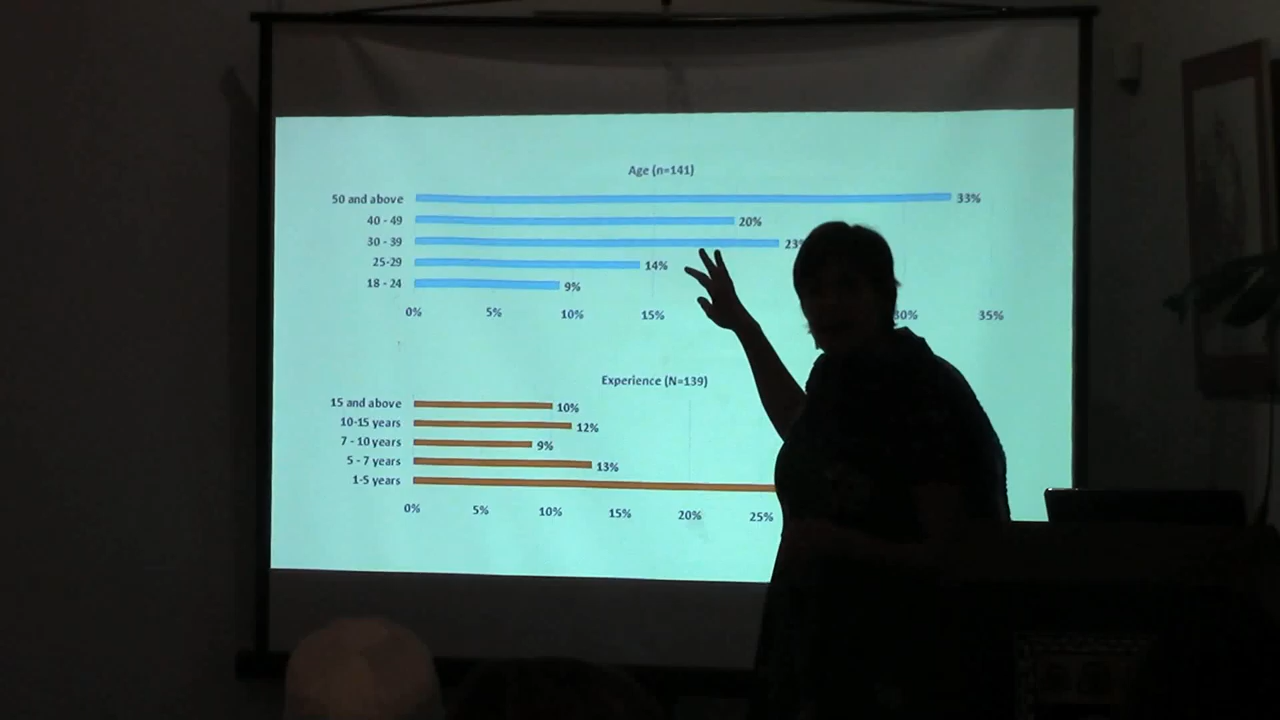 Age (n=141)
50 and above 33%
40 - 49 20%
30 - 39 23%
25-29 14%
18 - 24 9%
0% 5% 10% 15% 30% 35%
Experience (N=139)
15 and above 10%
10-15 years 12%
7 - 10 years 9%
5 - 7 years 13%
1-5 years
0% 5% 10% 15% 20% 25%